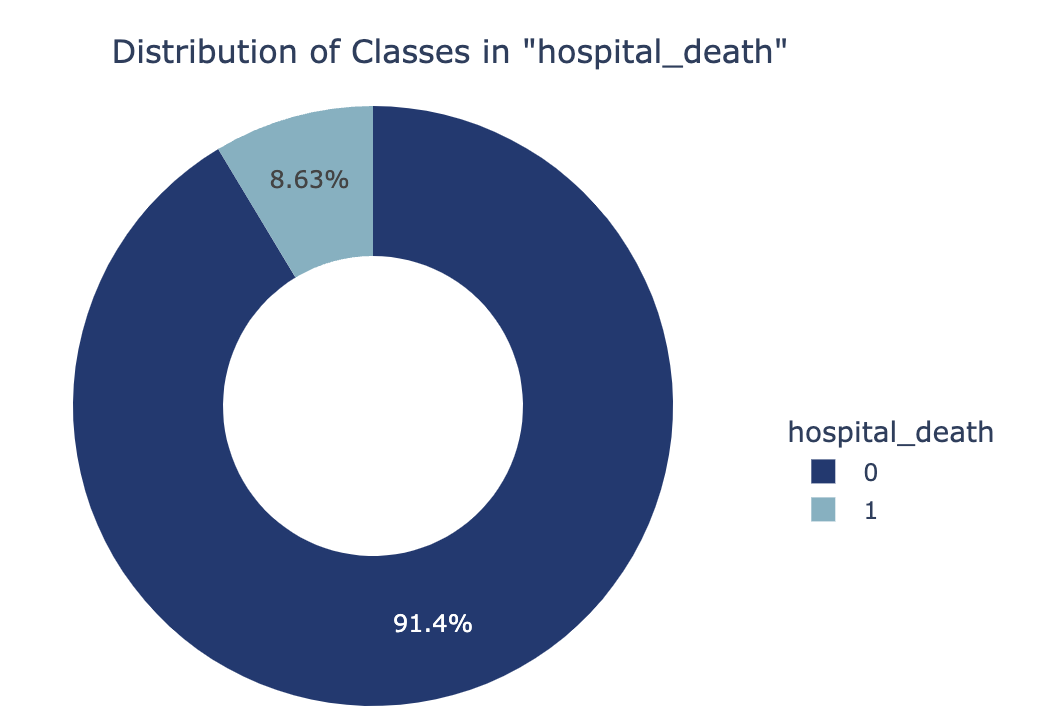 Distribution of Classes in "hospital_death"
8.63%
hospital_death
0
1
91.4%